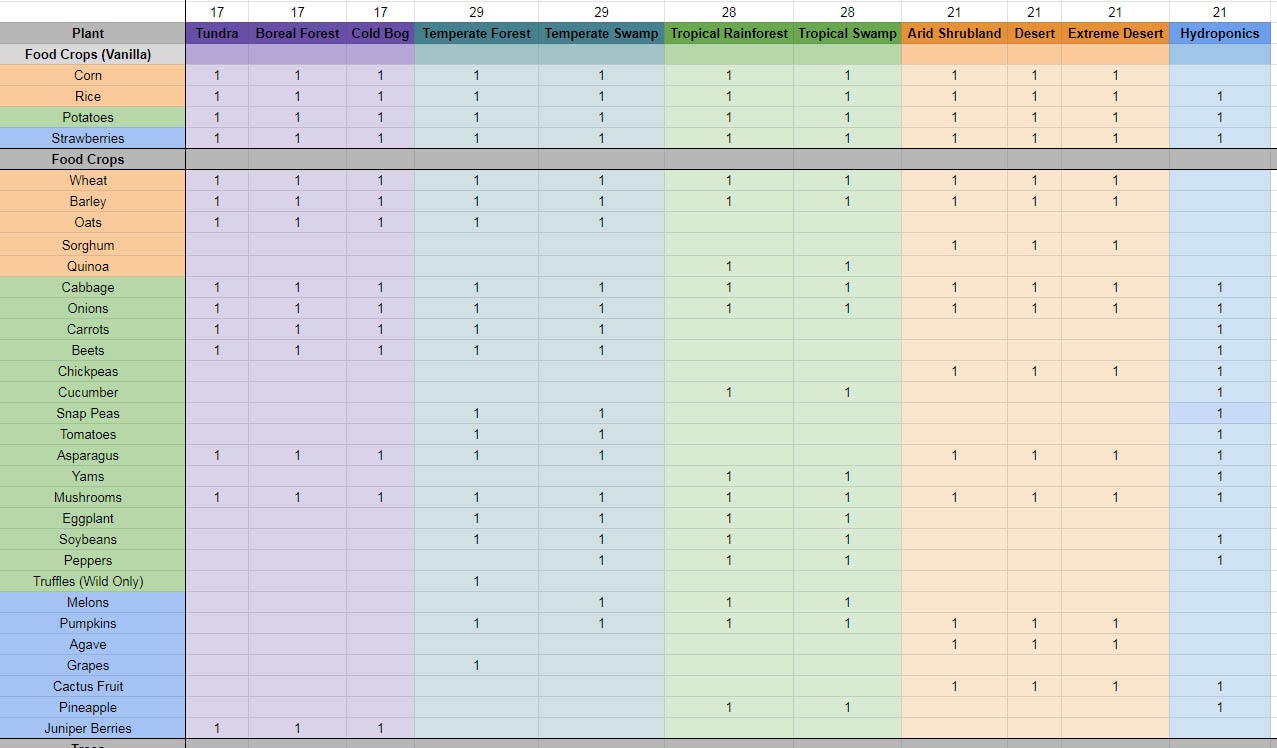 17 17 17 29 29 28 28 21 21 21 21
Plant Tundra Boreal Forest Cold Bog Temperate Forest Temperate Swamp Tropical Rainforest Tropical Swamp Arid Shrubland Desert Extreme Desert Hydroponics
Food Crops (Vanilla)
Corn 1 1 1 1 1 1 1 1 1 1
Rice 1 1 1 1 1 1 1 1 1 1 1
Potatoes 1 1 1 1 1 1 1 1 1 1 1
Strawberries 1 1 1 1 1 1 1 1 1 1 1
Food Crops
Wheat 1 1 1 1 1 1 1 1 1 1
Barley 1 1 1 1 1 1 1 1 1 1
Oats 1 1 1 1 1
Sorghum 1 1 1
Quinoa 1 1
Cabbage 1 1 1 1 1 1 1 1 1 1 1
Onions 1 1 1 1 1 1 1 1 1 1 1
Carrots 1 1 1 1 1 1
Beets 1 1 1 1 1 1
Chickpeas 1 1 1 1
Cucumber 1 1 1
Snap Peas 1 1 1
Tomatoes 1 1 1
Asparagus 1 1 1 1 1 1 1 1 1
Yams 1 1 1
Mushrooms 1 1 1 1 1 1 1 1 1 1 1
Eggplant 1 1 1 1
Soybeans 1 1 1 1 1
Peppers 1 1 1 1
Truffles (Wild Only) 1
Melons 1 1 1
Pumpkins 1 1 1 1 1 1 1
Agave 1 1 1
Grapes 1
Cactus Fruit 1 1 1 1
Pineapple 1 1 1
Juniper Berries 1 1 1
Trees